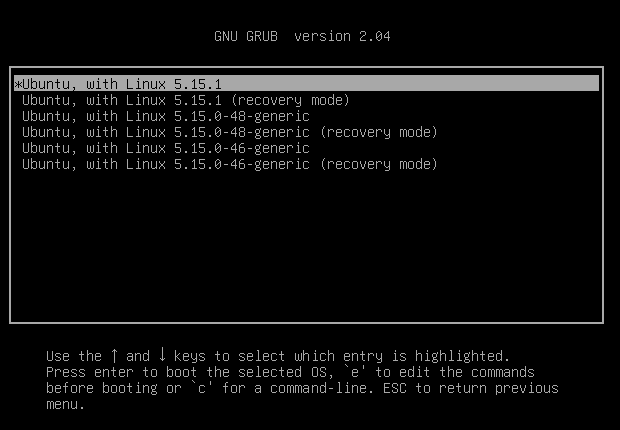 GNU GRUB  version 2.04
*Ubuntu, with Linux 5.15.1
Ubuntu, with Linux 5.15.1 (recovery mode)
Ubuntu, with Linux 5.15.0-48-generic
Ubuntu, with Linux 5.15.0-48-generic (recovery mode)
Ubuntu, with Linux 5.15.0-46-generic
Ubuntu, with Linux 5.15.0-46-generic (recovery mode)
Use the ↑ and ↓ keys to select which entry is highlighted.
Press enter to boot the selected OS, `e' to edit the commands
before booting or `c' for a command-line. ESC to return previous
menu.